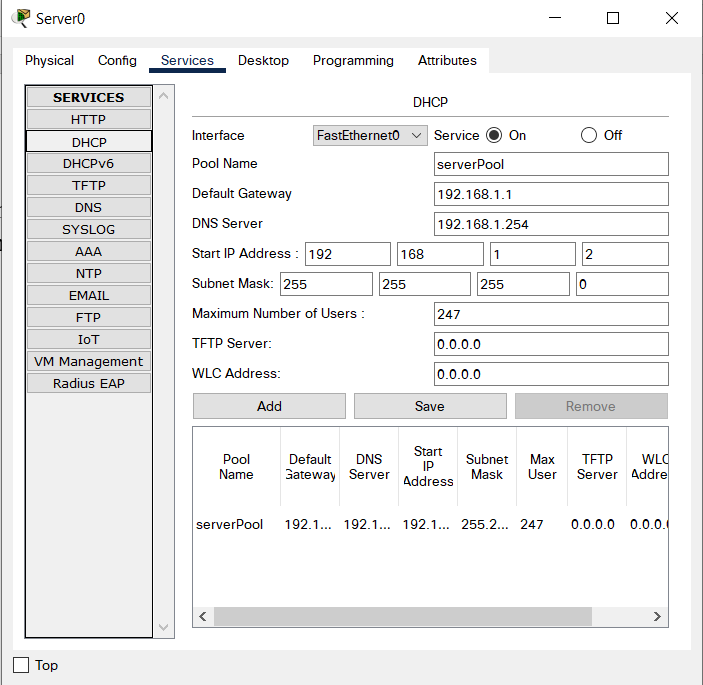 Server0
Physical Config Services Desktop Programming Attributes
SERVICES
HTTP
DHCP
DHCPv6
TFTP
DNS
SYSLOG
AAA
NTP
EMAIL
FTP
IoT
VM Management
Radius EAP
DHCP
Interface FastEthernet0 Service On Off
Pool Name serverPool
Default Gateway 192.168.1.1
DNS Server 192.168.1.254
Start IP Address : 192 168 1 2
Subnet Mask: 255 255 255 0
Maximum Number of Users : 247
TFTP Server: 0.0.0.0
WLC Address: 0.0.0.0
Add Save Remove
Pool Name Default Gateway DNS Server Start IP Address Subnet Mask Max User TFTP Server WLC Addre
serverPool 192.1... 192.1... 192.1... 255.2... 247 0.0.0.0 0.0.0.0
Top